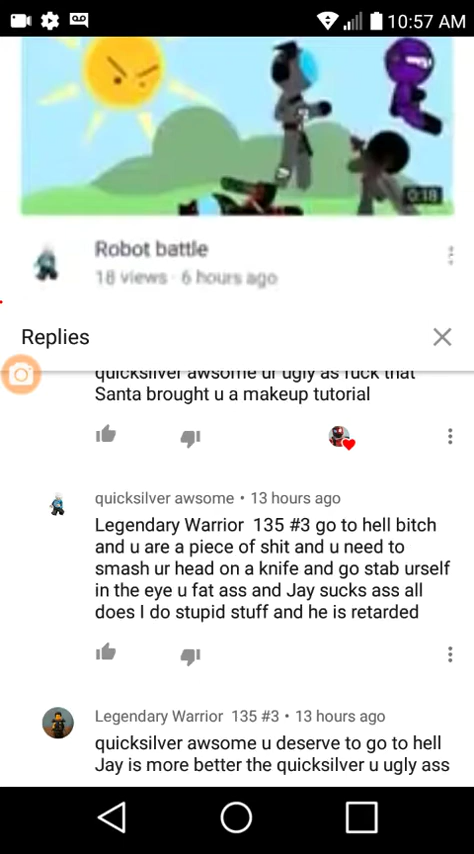 10:57 AM
0:18
Robot battle
18 views · 6 hours ago
Replies
quicksilver awsome ur ugly as fuck that
Santa brought u a makeup tutorial
quicksilver awsome • 13 hours ago
Legendary Warrior 135 #3 go to hell bitch
and u are a piece of shit and u need to
smash ur head on a knife and go stab urself
in the eye u fat ass and Jay sucks ass all
does I do stupid stuff and he is retarded
Legendary Warrior 135 #3 • 13 hours ago
quicksilver awsome u deserve to go to hell
Jay is more better the quicksilver u ugly ass